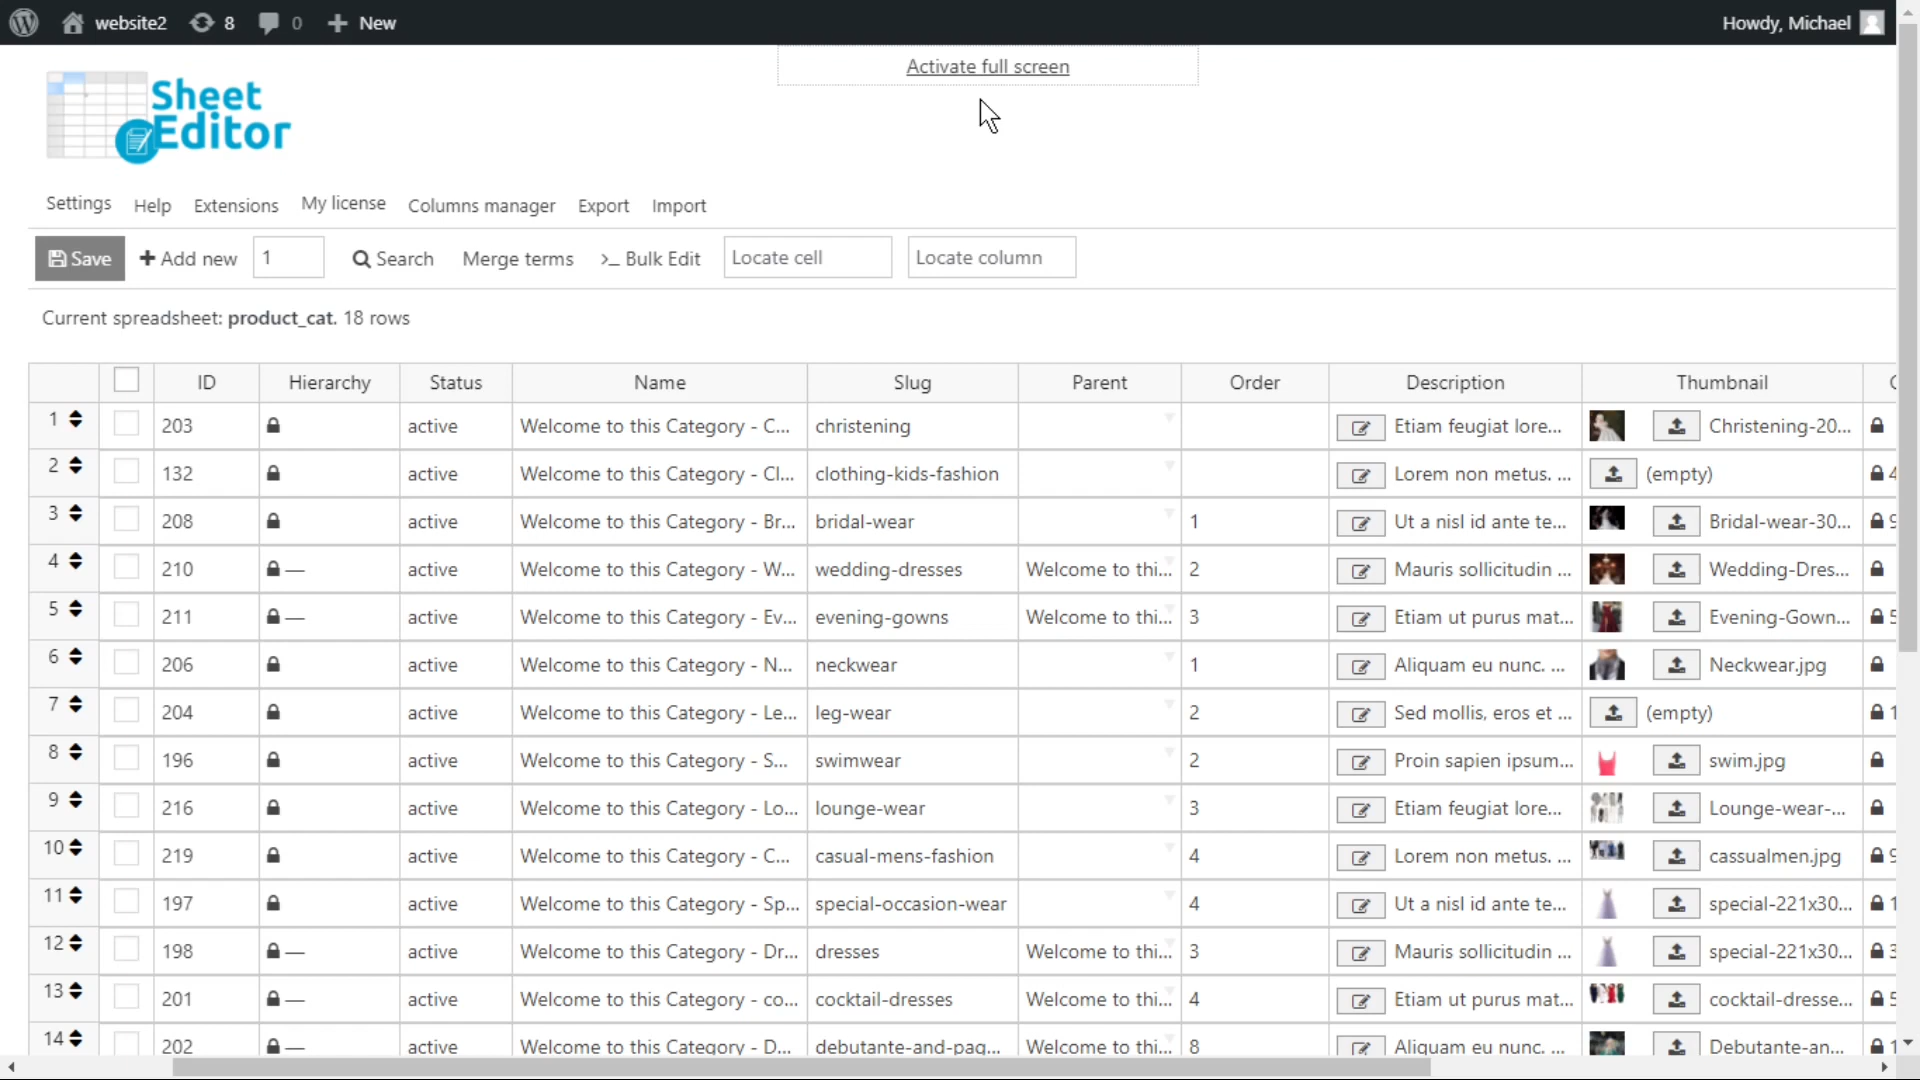 website2 8 0 New Howdy, Michael
Activate full screen
Sheet
Editor
Settings Help Extensions My license Columns manager Export Import
Save Add new 1 Search Merge terms >_ Bulk Edit Locate cell Locate column
Current spreadsheet: product_cat. 18 rows
ID Hierarchy Status Name Slug Parent Order Description Thumbnail
1 203 active Welcome to this Category - C... christening Etiam feugiat lore... Christening-20...
2 132 active Welcome to this Category - Cl... clothing-kids-fashion Lorem non metus. ... (empty) 4
3 208 active Welcome to this Category - Br... bridal-wear 1 Ut a nisl id ante te... Bridal-wear-30... 9
4 210 — active Welcome to this Category - W... wedding-dresses Welcome to thi... 2 Mauris sollicitudin ... Wedding-Dres...
5 211 — active Welcome to this Category - Ev... evening-gowns Welcome to thi... 3 Etiam ut purus mat... Evening-Gown... 5
6 206 active Welcome to this Category - N... neckwear 1 Aliquam eu nunc. ... Neckwear.jpg
7 204 active Welcome to this Category - Le... leg-wear 2 Sed mollis, eros et ... (empty) 1
8 196 active Welcome to this Category - S... swimwear 2 Proin sapien ipsum... swim.jpg
9 216 active Welcome to this Category - Lo... lounge-wear 3 Etiam feugiat lore... Lounge-wear-...
10 219 active Welcome to this Category - C... casual-mens-fashion 4 Lorem non metus. ... cassualmen.jpg 9
11 197 active Welcome to this Category - Sp... special-occasion-wear 4 Ut a nisl id ante te... special-221x30... 1
12 198 — active Welcome to this Category - Dr... dresses Welcome to thi... 3 Mauris sollicitudin ... special-221x30... 3
13 201 — active Welcome to this Category - co... cocktail-dresses Welcome to thi... 4 Etiam ut purus mat... cocktail-dresse... 5
14 202 — active Welcome to this Category - D... debutante-and-pag... Welcome to thi... 8 Aliquam eu nunc. ... Debutante-an... 1